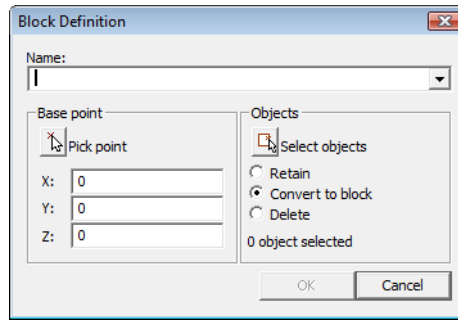 Block Definition
Name:
Base point
Pick point
X: 0
Y: 0
Z: 0
Objects
Select objects
Retain
Convert to block
Delete
0 object selected
OK
Cancel